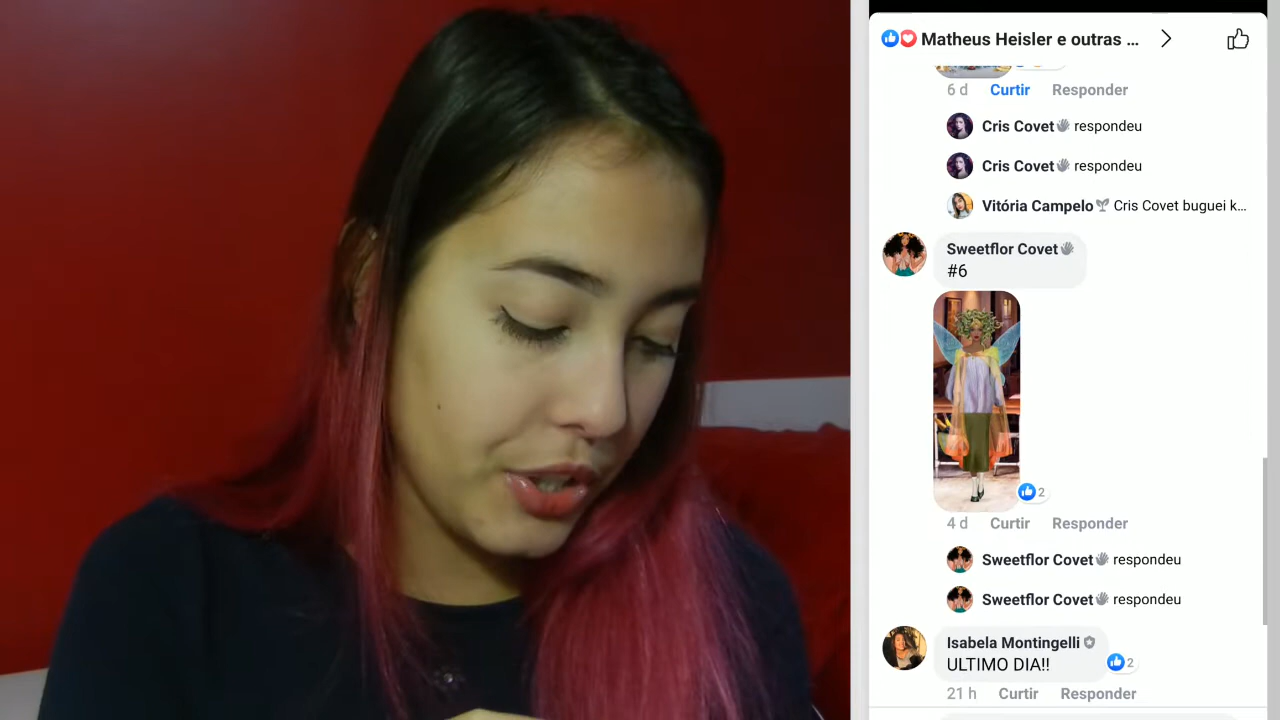 Matheus Heisler e outras ...
6 d Curtir Responder
Cris Covet respondeu
Cris Covet respondeu
Vitória Campelo Cris Covet buguei k...
Sweetflor Covet
#6
2
4 d Curtir Responder
Sweetflor Covet respondeu
Sweetflor Covet respondeu
Isabela Montingelli
ULTIMO DIA!!
2
21 h Curtir Responder